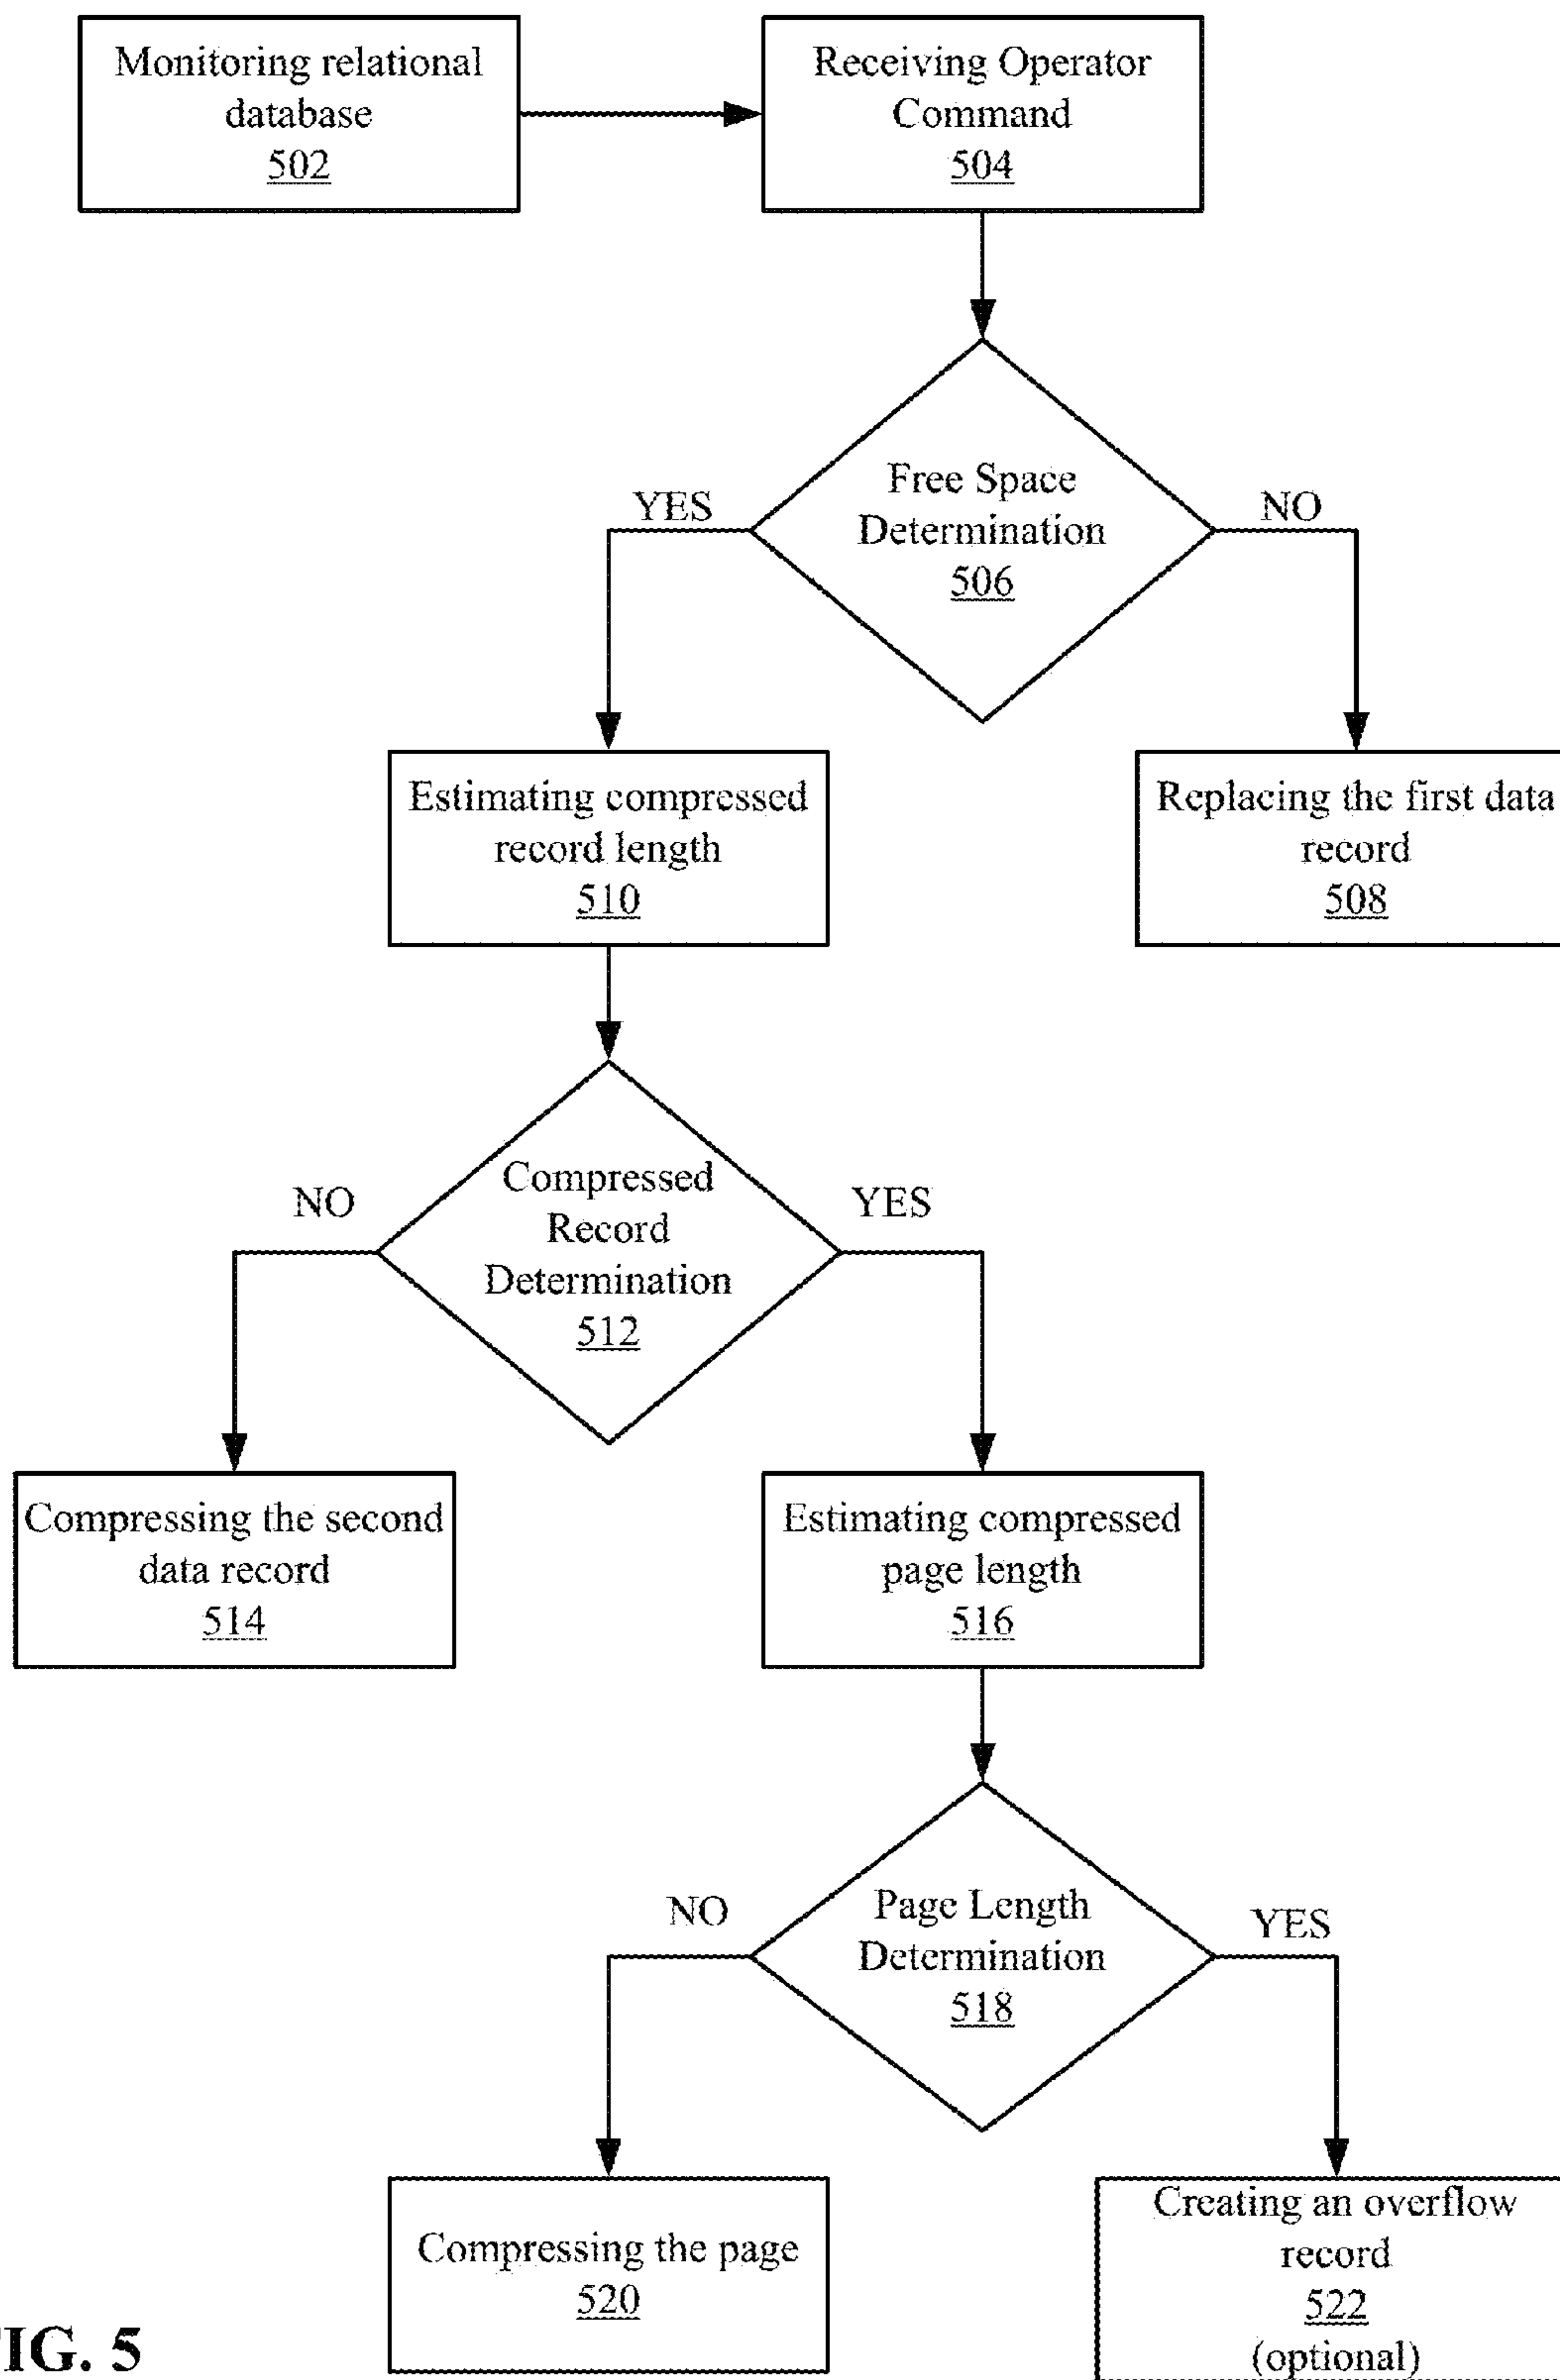 Monitoring relational
database
502
Receiving Operator
Command
504
Free Space
Determination
506
YES
NO
Estimating compressed
record length
510
Replacing the first data
record
508
Compressed
Record
Determination
512
NO
YES
Compressing the second
data record
514
Estimating compressed
page length
516
Page Length
Determination
518
NO
YES
Compressing the page
520
Creating an overflow
record
522
(optional)
IG. 5